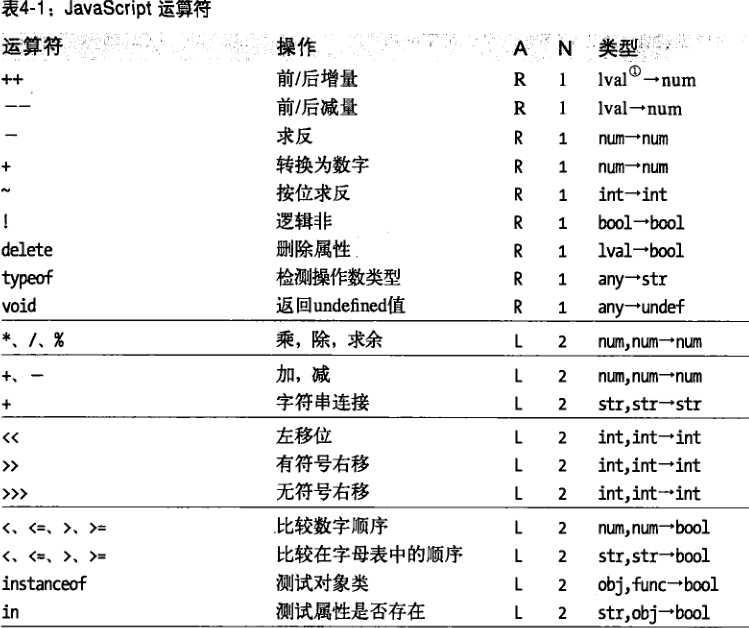 表4-1：JavaScript 运算符
运算符 操作 A N 类型
++ 前/后增量 R 1 lval①→num
-- 前/后减量 R 1 lval→num
- 求反 R 1 num→num
+ 转换为数字 R 1 num→num
~ 按位求反 R 1 int→int
! 逻辑非 R 1 bool→bool
delete 删除属性 R 1 lval→bool
typeof 检测操作数类型 R 1 any→str
void 返回undefined值 R 1 any→undef
*、/、% 乘，除，求余 L 2 num,num→num
+、- 加，减 L 2 num,num→num
+ 字符串连接 L 2 str,str→str
<< 左移位 L 2 int,int→int
>> 有符号右移 L 2 int,int→int
>>> 无符号右移 L 2 int,int→int
<、<=、>、>= 比较数字顺序 L 2 num,num→bool
<、<=、>、>= 比较在字母表中的顺序 L 2 str,str→bool
instanceof 测试对象类 L 2 obj,func→bool
in 测试属性是否存在 L 2 str,obj→bool